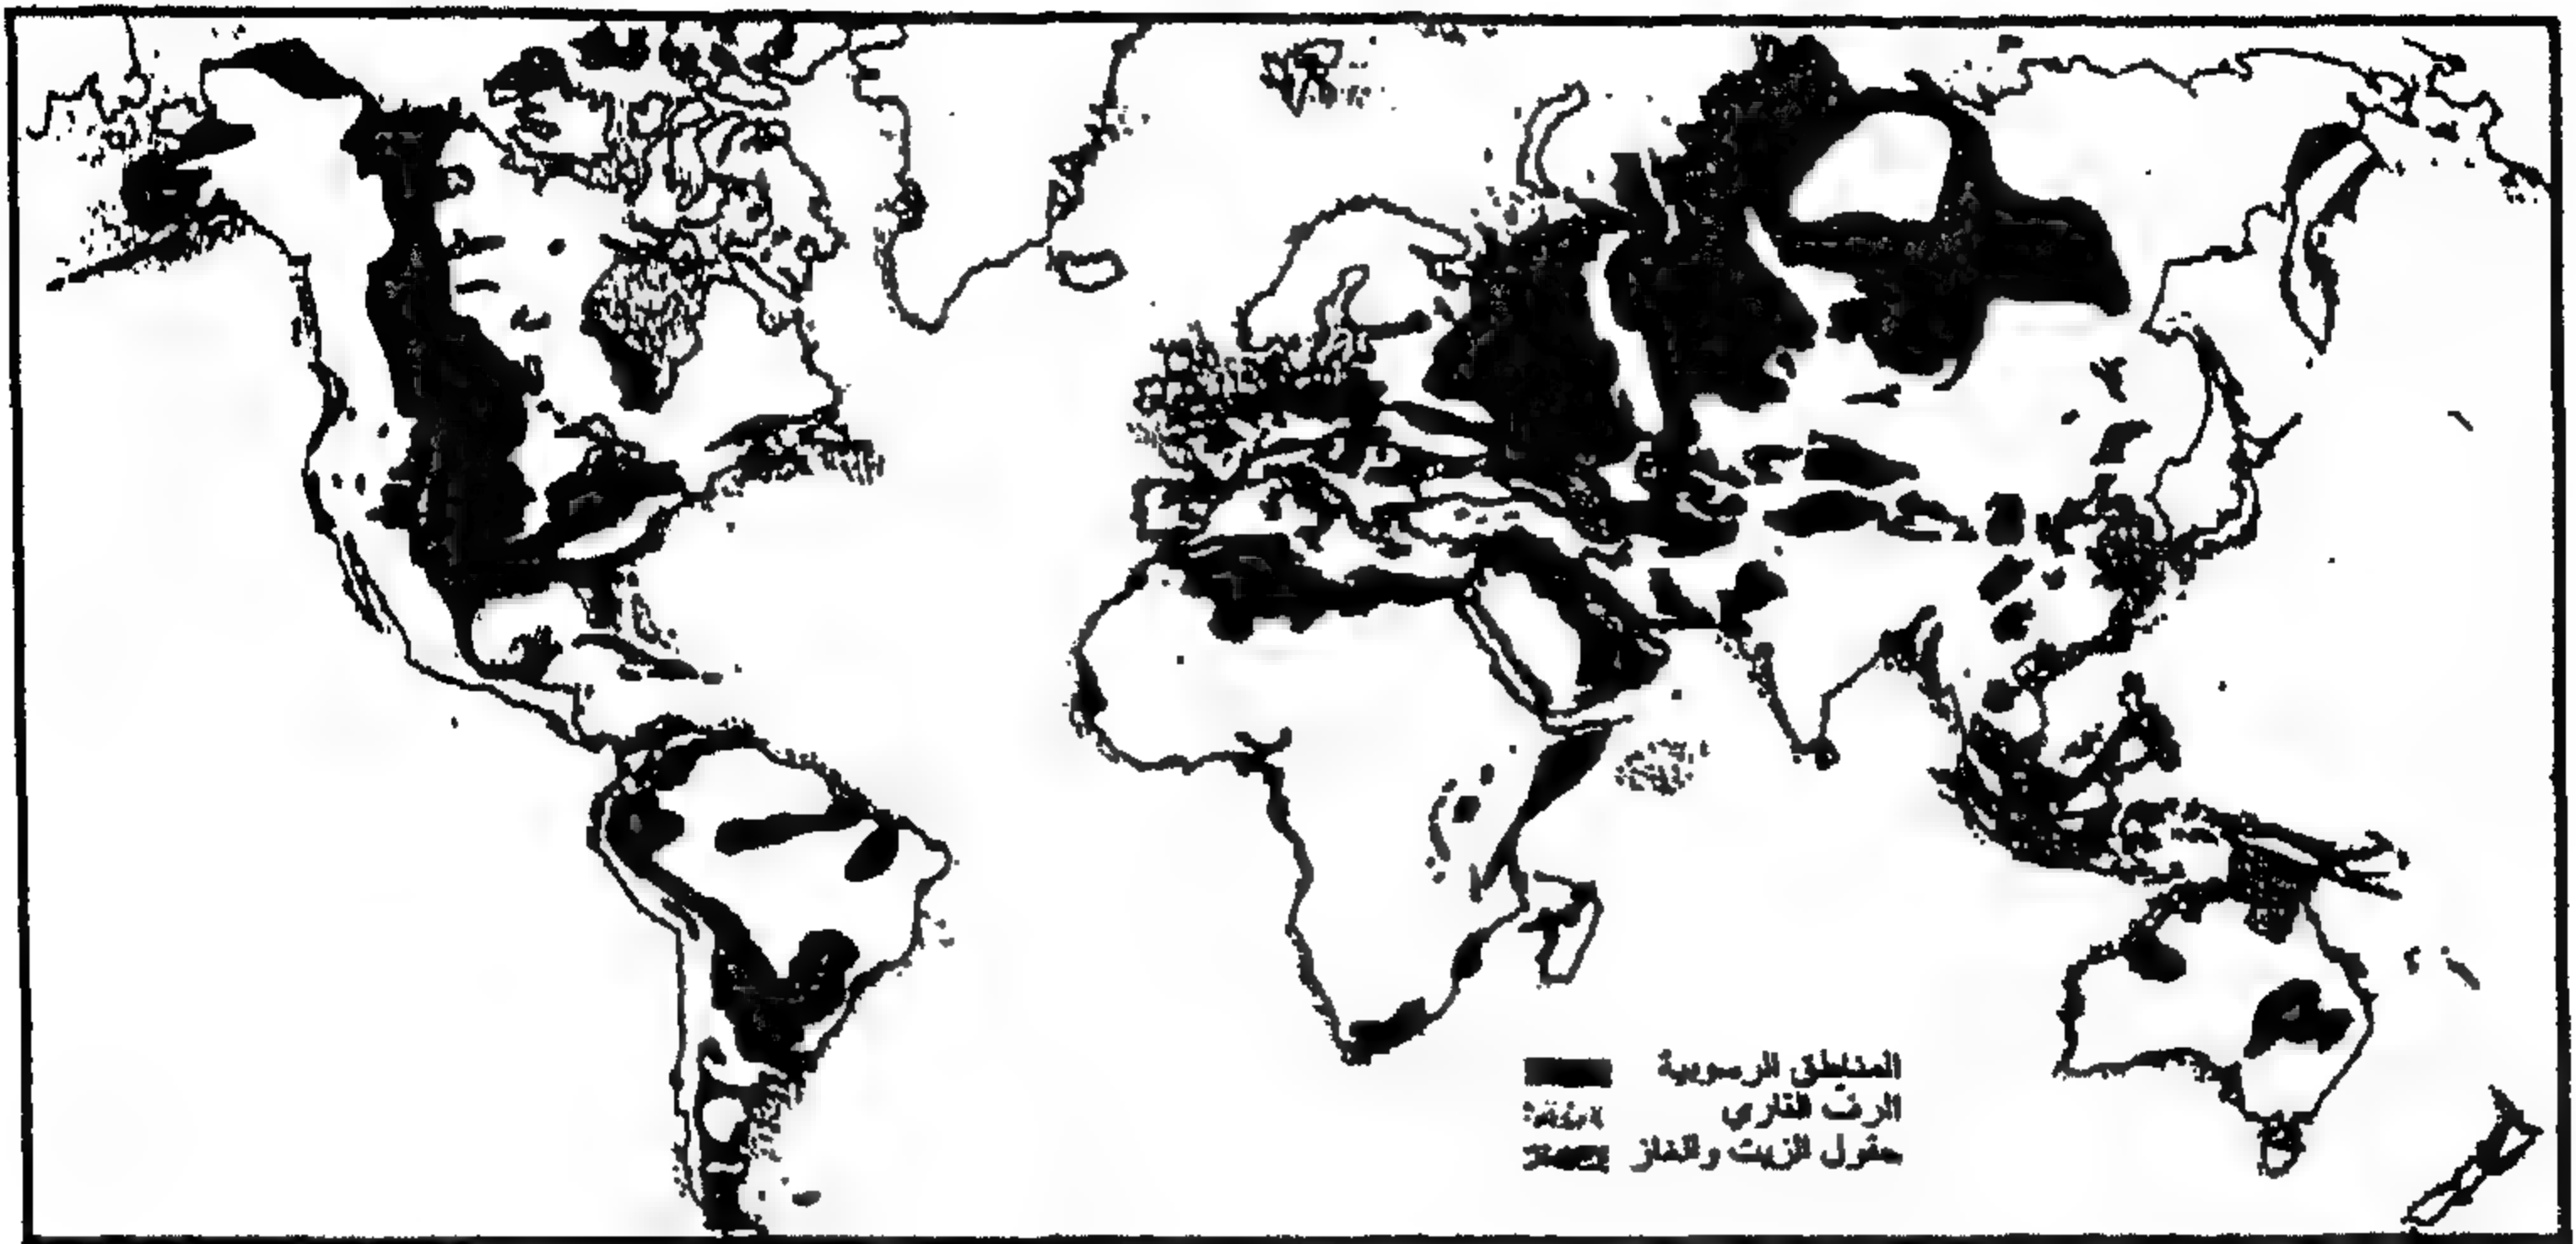 المناطق الرسوبية
الرفّ القاري
حقول الزيت والغاز